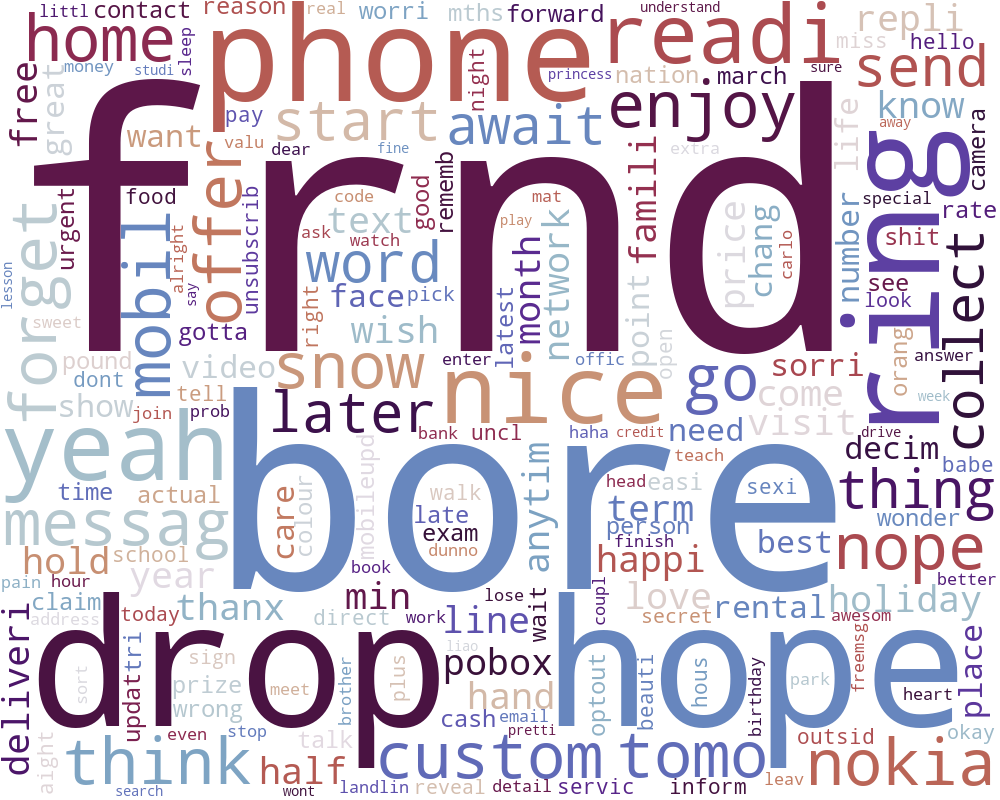 littl contact reason real worri mths forward understand repli
home phone readi miss hello
money studi sleep night princess nation march sure send
free great want pay start await enjoy know
frnd
valu dear fine extra life away camera
urgent food offer unsubscrib code text good rememb mat famili number ring special rate
forget mobil alright ask watch play word network price chang carlo shit collect
lesson say right face pick month point see look
sweet gotta wish latest open orang
pound dont video snow enter offic sorri answer
show tell nice go come week
join prob later visit
yeah bank uncl haha credit need drive decim babe
time actual care colour mobileupd walk anytim teach head easi sexi thing
messag late exam term person wonder
bore
hold school dunno finish happi best nope
pain hour book better
claim year min lose coupl love rental holiday
address today thanx direct work line wait secret awesom
deliveri updat tri sign pobox place
drop hope
sort prize meet brother plus liao hand optout beauti hous birthday park freemsg heart
wrong cash email
aight even stop talk pretti outsid okay
think half custom tomo nokia
search wont landlin reveal detail servic inform leav